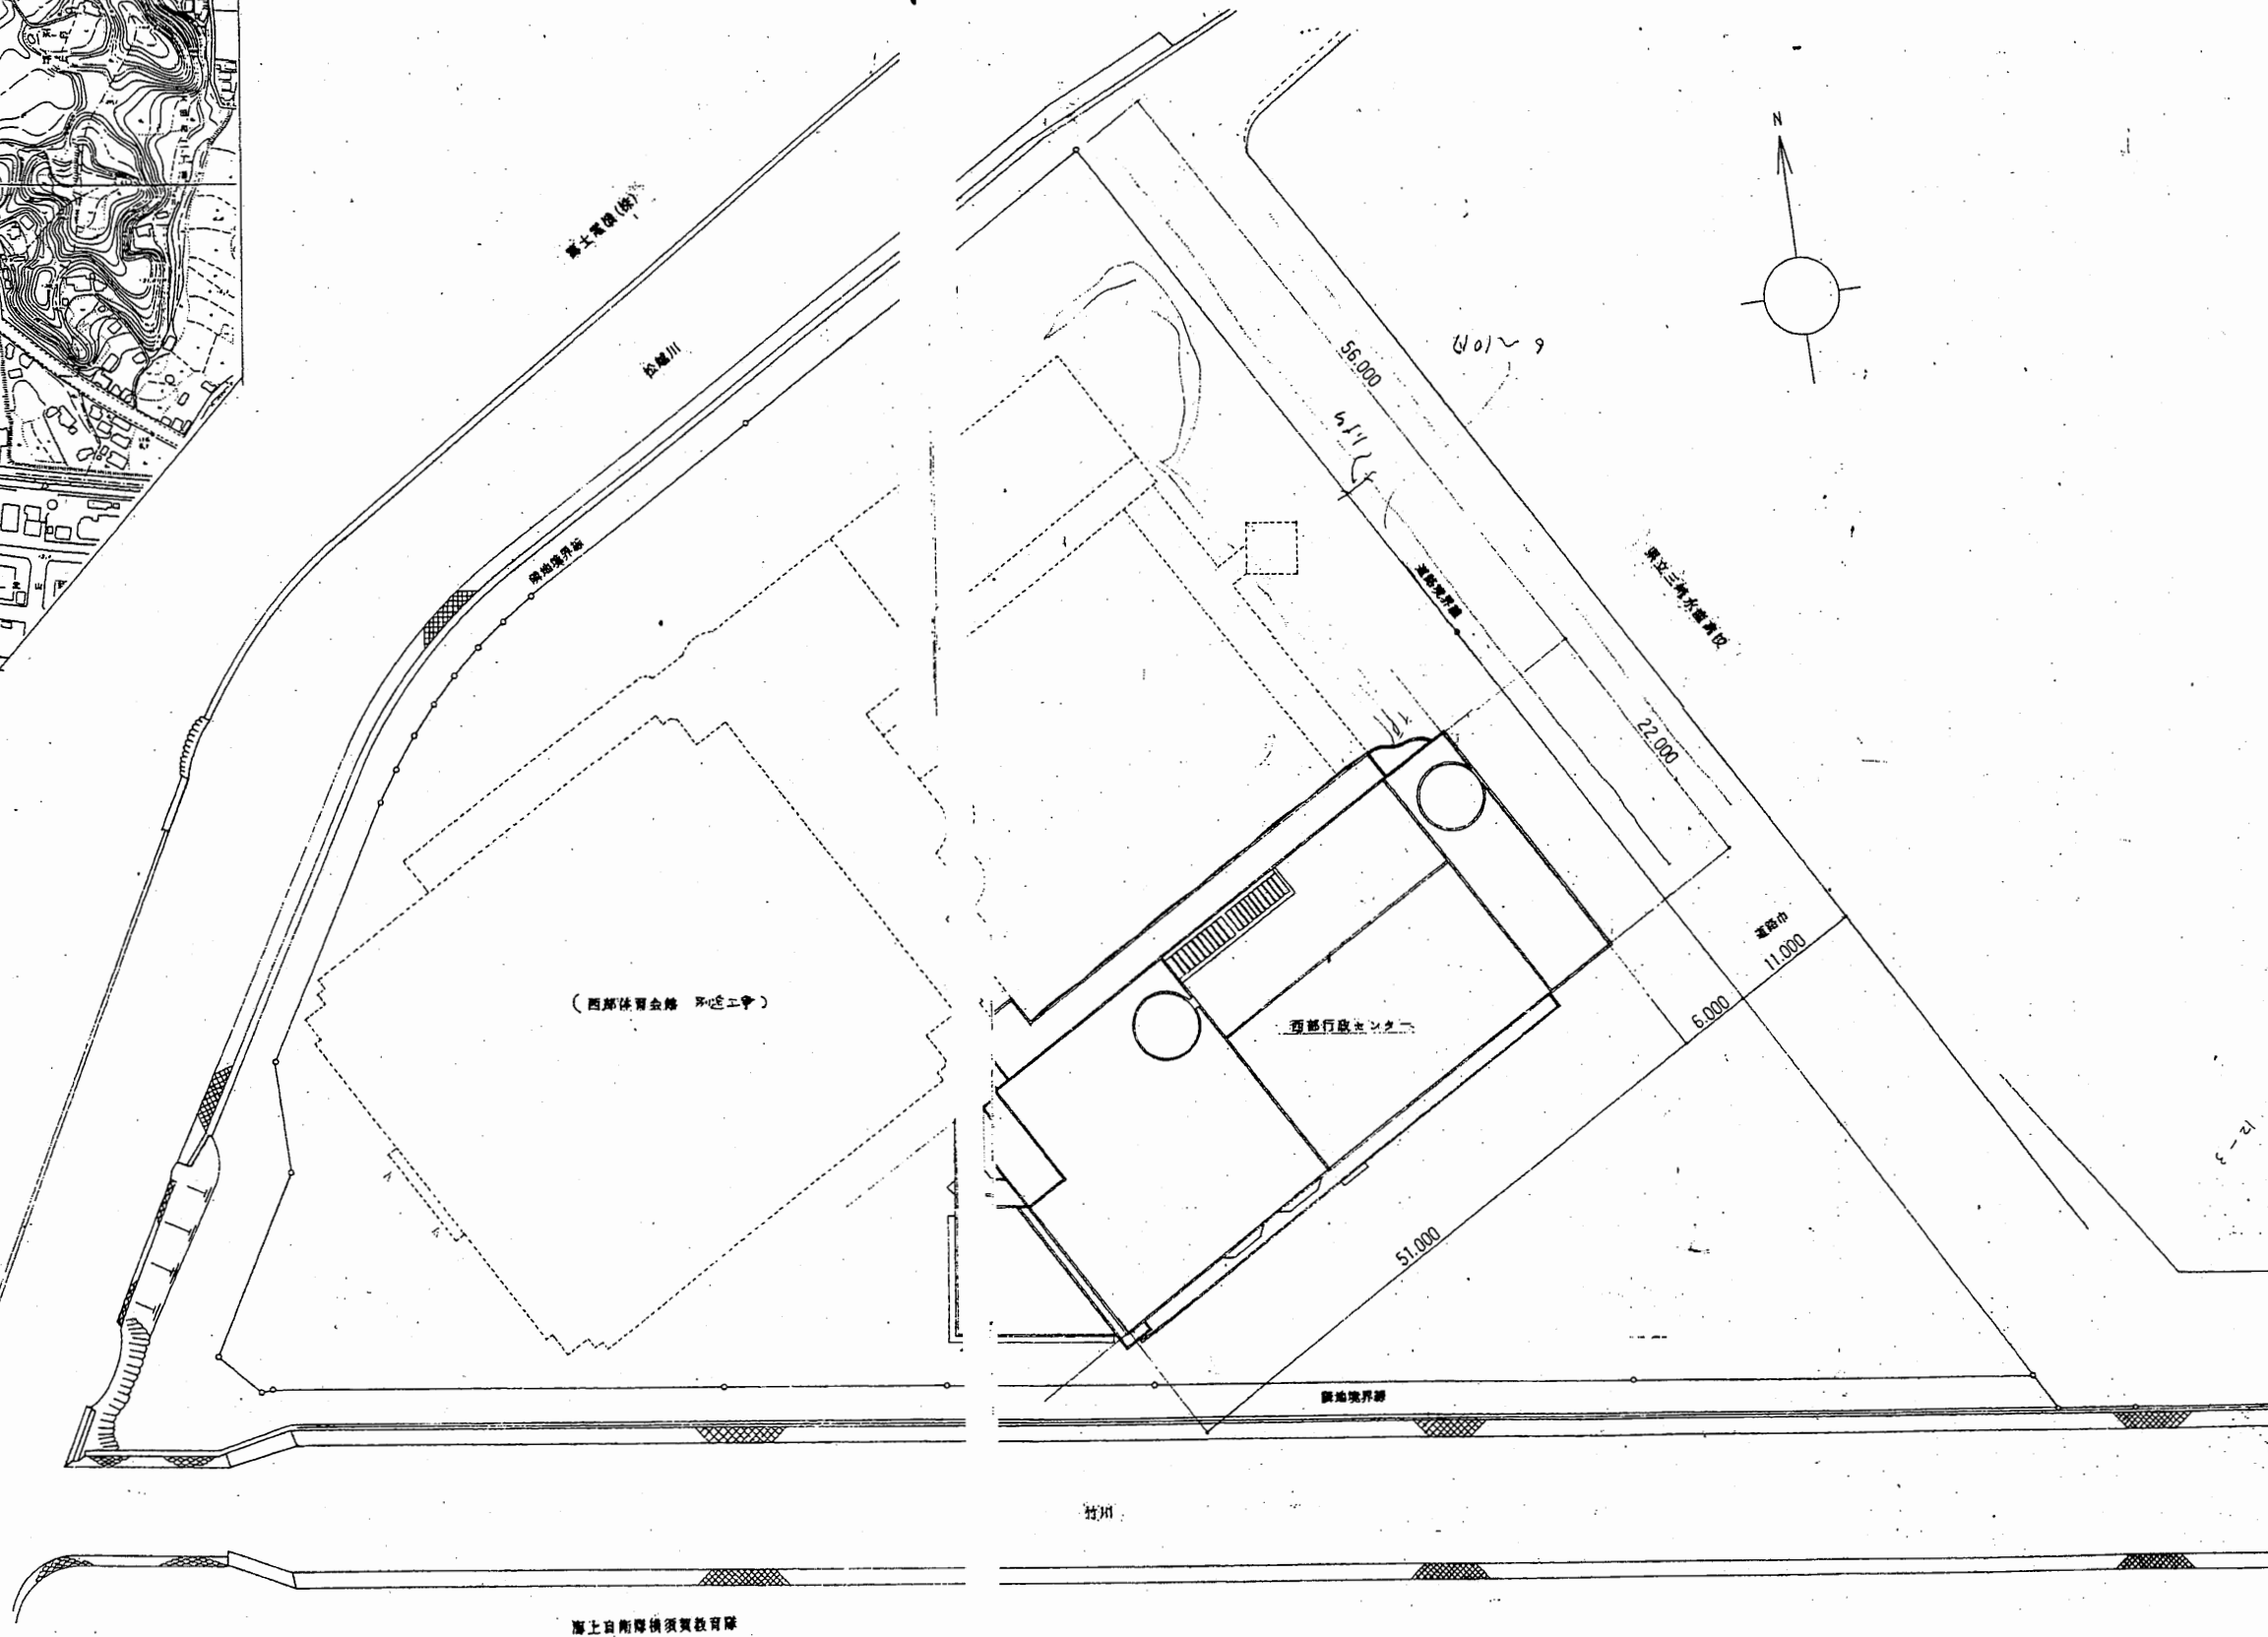 N
富士電機(株)
松越川
56.000
隣地境界線
道路境界線
県立三崎水産高校
22.000
道路巾
11.000
6.000
(西部体育会館 別途工事)
西部行政センター
51.000
隣地境界線
竹川
海上自衛隊横須賀教育隊
12-3